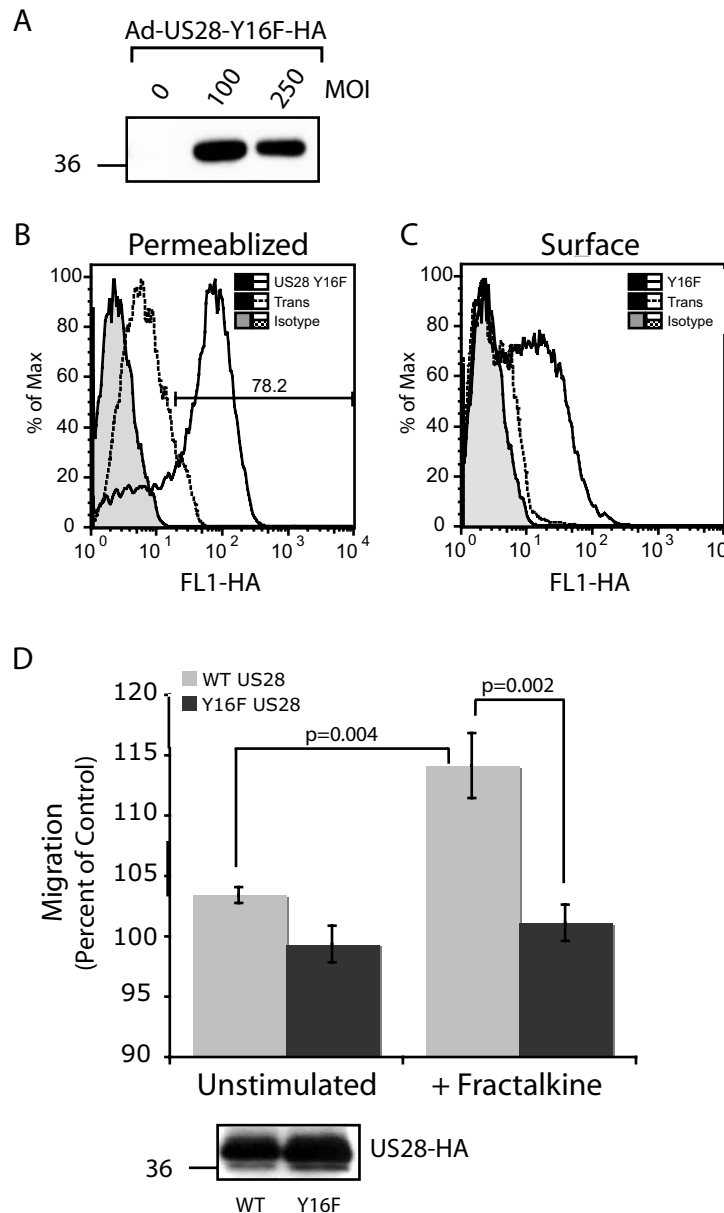 A
Ad-US28-Y16F-HA
0 100 250 MOI
36
B
Permeablized
100
80
60
40
20
0
% of Max
US28 Y16F
Trans
Isotype
78.2
10^0 10^1 10^2 10^3 10^4
FL1-HA
C
Surface
100
80
60
40
20
0
% of Max
Y16F
Trans
Isotype
10^0 10^1 10^2 10^3
FL1-HA
D
WT US28
Y16F US28
120
115
110
105
100
95
90
Migration
(Percent of Control)
p=0.004
p=0.002
Unstimulated + Fractalkine
36
US28-HA
WT Y16F